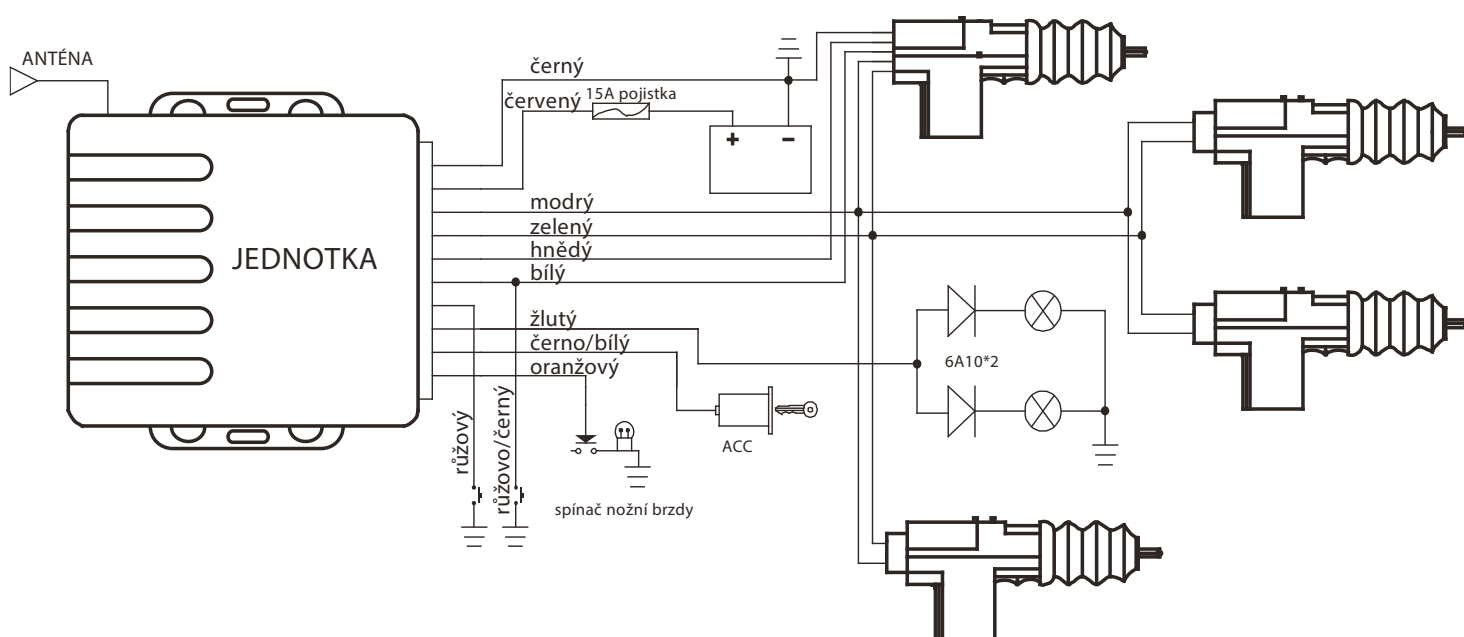 ANTÉNA
černý
15A pojistka
červený
+ −
modrý
zelený
JEDNOTKA
hnědý
bílý
žlutý
černo/bílý
oranžový
6A10*2
ACC
růžový
růžovo/černý
spínač nožní brzdy